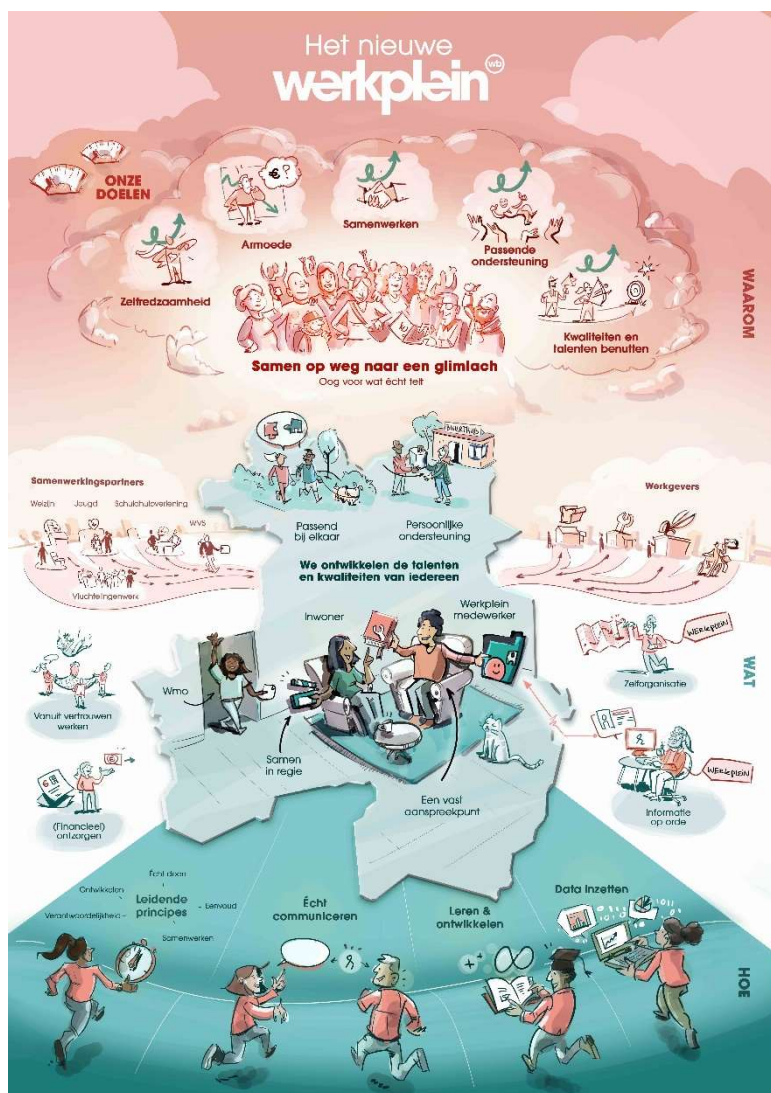 Het nieuwe
werkplein wb
ONZE
DOELEN
€?
Armoede
Samenwerken
Passende
ondersteuning
Zelfredzaamheid
Kwaliteiten en
talenten benutten
WAAROM
Samen op weg naar een glimlach
Oog voor wat écht telt
Samenwerkingspartners
Welzijn
Jeugd
Schuldhulpverlening
WVS
Vluchtelingenwerk
BUURTHUIS
Passend
bij elkaar
Persoonlijke
ondersteuning
Werkgevers
We ontwikkelen de talenten
en kwaliteiten van iedereen
Inwoner
Werkplein
medewerker
Wmo
Samen
in regie
Een vast
aanspreekpunt
Vanuit vertrouwen
werken
(Financieel)
ontzorgen
WERKPLEIN
Zelforganisatie
WERKPLEIN
Informatie
op orde
WAT
Écht doen
Ontwikkelen
Leidende
principes
Eenvoud
Verantwoordelijkheid
Samenwerken
Écht
communiceren
Leren &
ontwikkelen
Data inzetten
HOE